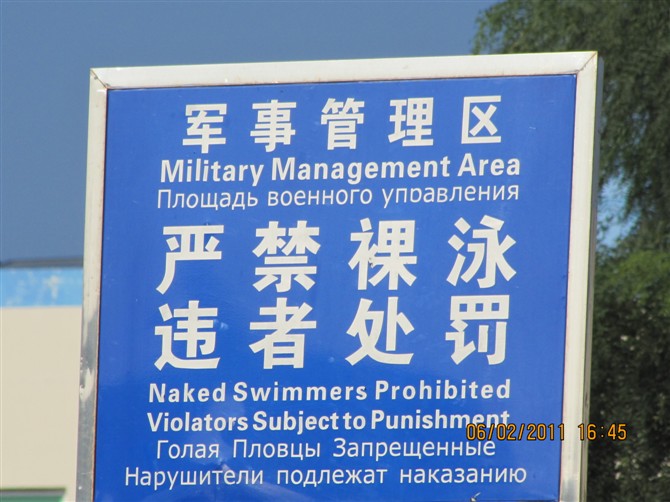 军事管理区
Military Management Area
Площадь военного управления
严禁裸泳
违者处罚
Naked Swimmers Prohibited
Violators Subject to Punishment
Голая Пловцы Запрещенные
Нарушители подлежат наказанию
06/02/2011 16:45